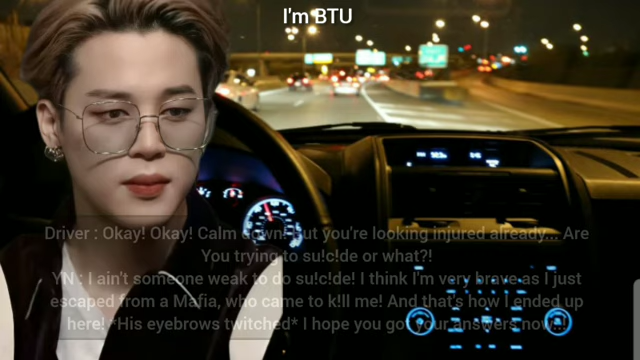 I'm BTU
Driver : Okay! Okay! Calm down! But you're looking injured already... Are
You trying to su!c!de or what?!
YN : I ain't someone weak to do su!c!de! I think I'm very brave as I just
escaped from a Mafia, who came to k!ll me! And that's how I ended up
here! *His eyebrows twitched* I hope you got your answers now..!